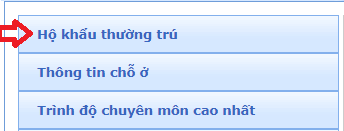 Hộ khẩu thường trú
Thông tin chỗ ở
Trình độ chuyên môn cao nhất